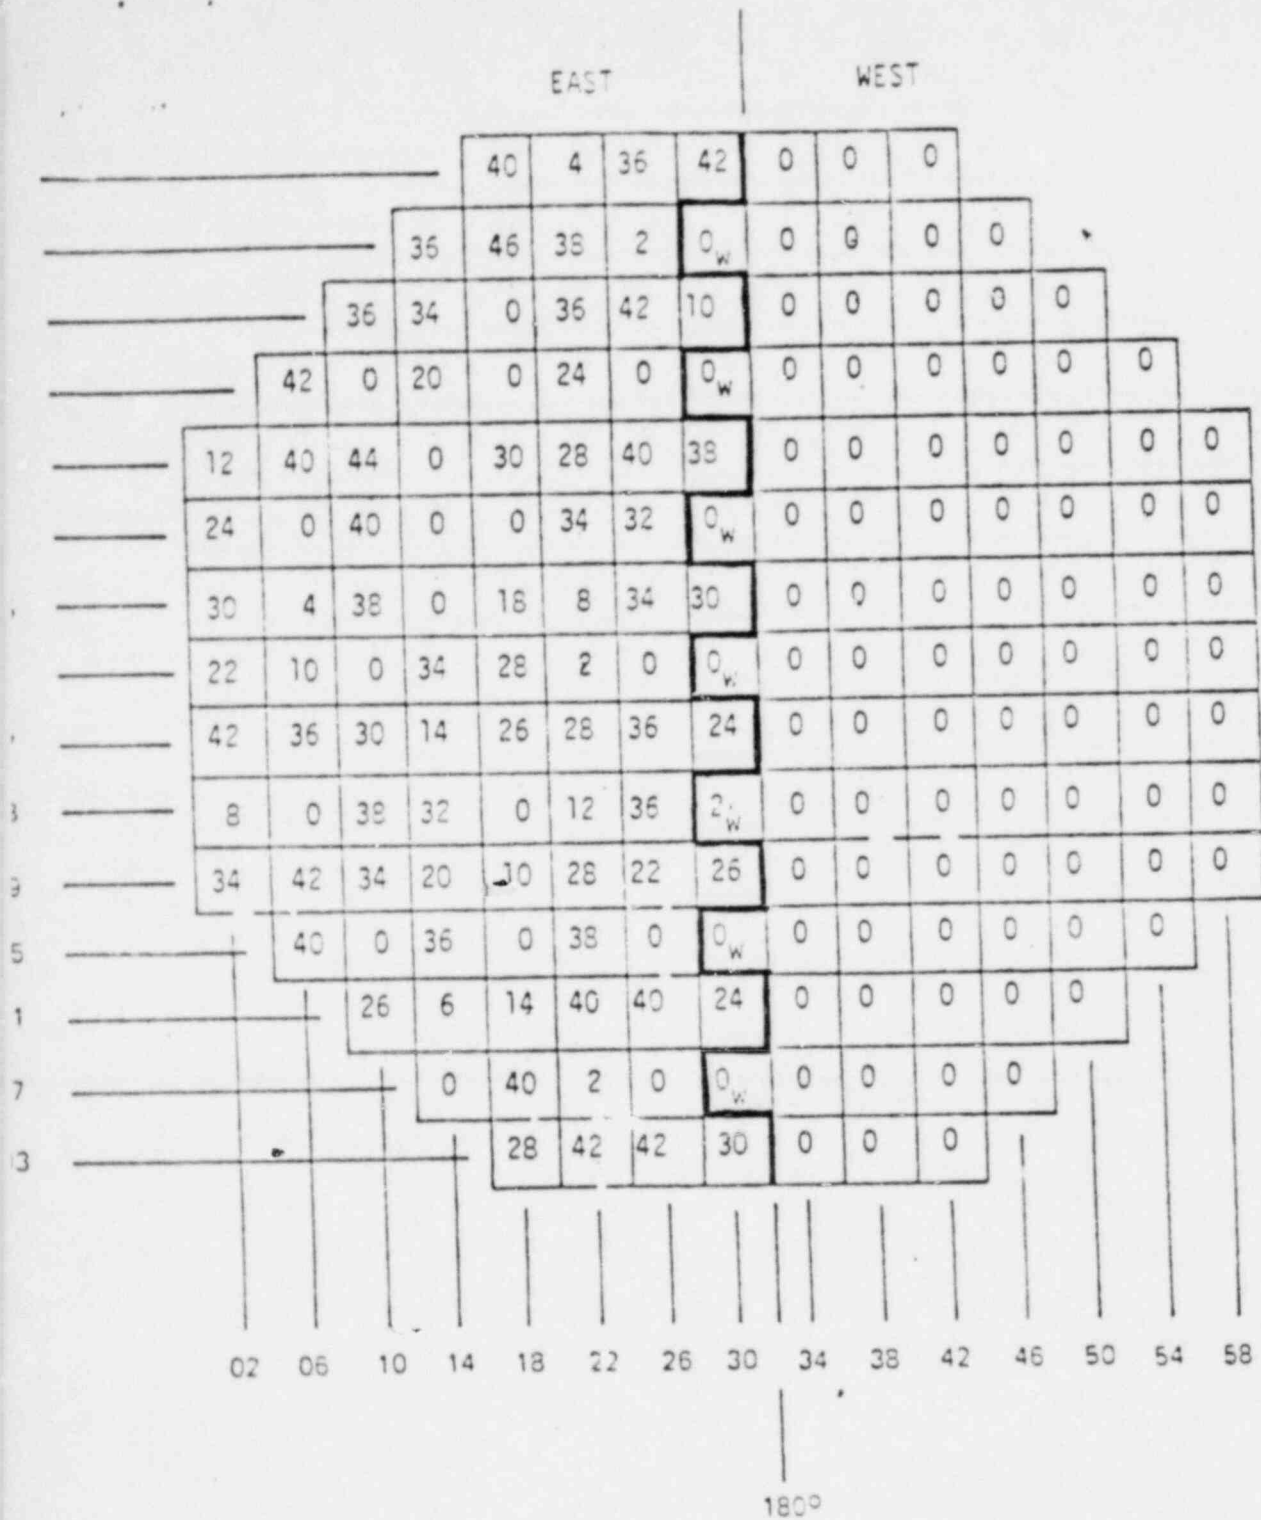 EAST WEST
40 4 36 42 0 0 0
36 46 38 2 0W 0 0 0 0
36 34 0 36 42 10 0 0 0 0 0
42 0 20 0 24 0 0W 0 0 0 0 0 0
12 40 44 0 30 28 40 38 0 0 0 0 0 0 0
24 0 40 0 0 34 32 0W 0 0 0 0 0 0 0
30 4 38 0 18 8 34 30 0 0 0 0 0 0 0
22 10 0 34 28 2 0 0W 0 0 0 0 0 0 0
42 36 30 14 26 28 36 24 0 0 0 0 0 0 0
3 8 0 38 32 0 12 36 2W 0 0 0 0 0 0 0
9 34 42 34 20 10 28 22 26 0 0 0 0 0 0 0
5 40 0 36 0 38 0 0W 0 0 0 0 0 0
1 26 6 14 40 40 24 0 0 0 0 0
7 0 40 2 0 0W 0 0 0 0
3 28 42 42 30 0 0 0
02 06 10 14 18 22 26 30 34 38 42 46 50 54 58
180º